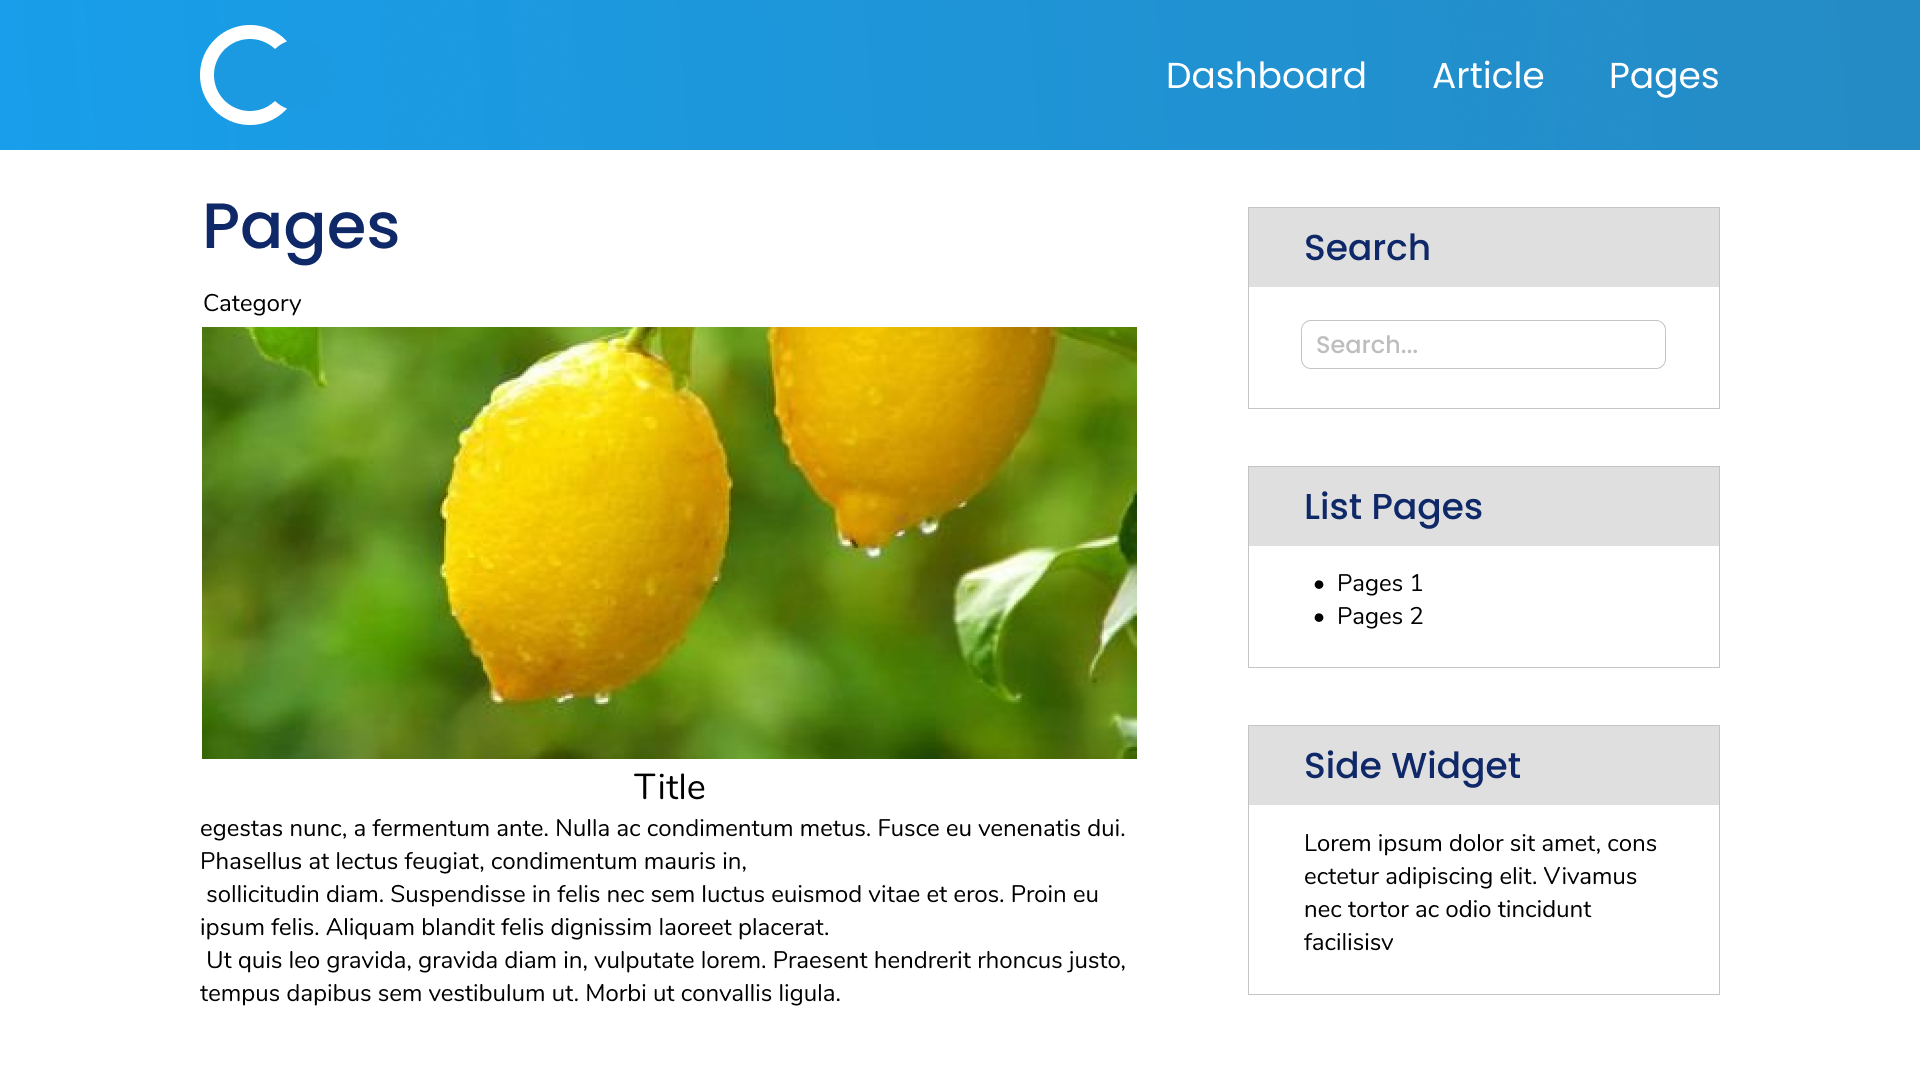 C
Dashboard
Article
Pages
Pages
Category
Title
egestas nunc, a fermentum ante. Nulla ac condimentum metus. Fusce eu venenatis dui.
Phasellus at lectus feugiat, condimentum mauris in,
sollicitudin diam. Suspendisse in felis nec sem luctus euismod vitae et eros. Proin eu
ipsum felis. Aliquam blandit felis dignissim laoreet placerat.
Ut quis leo gravida, gravida diam in, vulputate lorem. Praesent hendrerit rhoncus justo,
tempus dapibus sem vestibulum ut. Morbi ut convallis ligula.
Search
Search...
List Pages
• Pages 1
• Pages 2
Side Widget
Lorem ipsum dolor sit amet, cons
ectetur adipiscing elit. Vivamus
nec tortor ac odio tincidunt
facilisisv